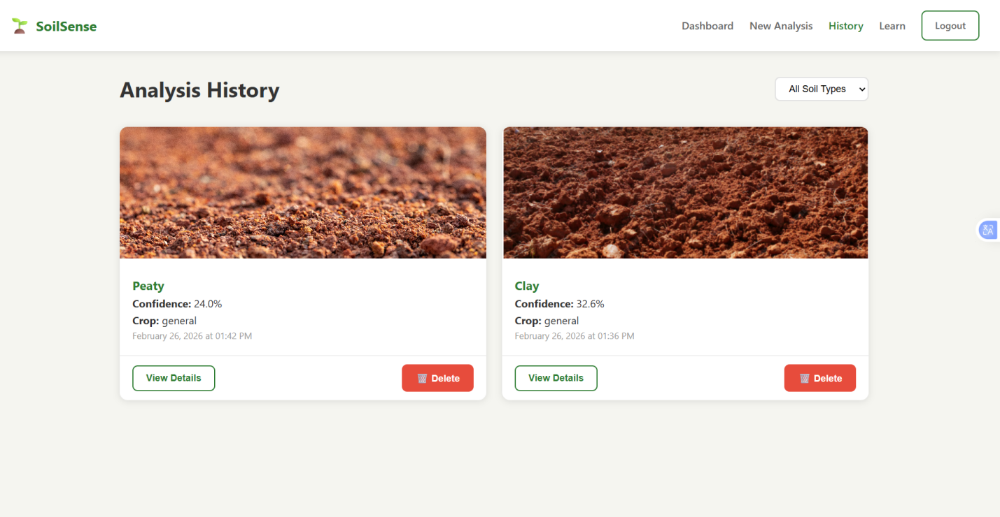 SoilSense
Dashboard
New Analysis
History
Learn
Logout
Analysis History
All Soil Types
Peaty
Confidence: 24.0%
Crop: general
February 26, 2026 at 01:42 PM
View Details
Delete
Clay
Confidence: 32.6%
Crop: general
February 26, 2026 at 01:36 PM
View Details
Delete